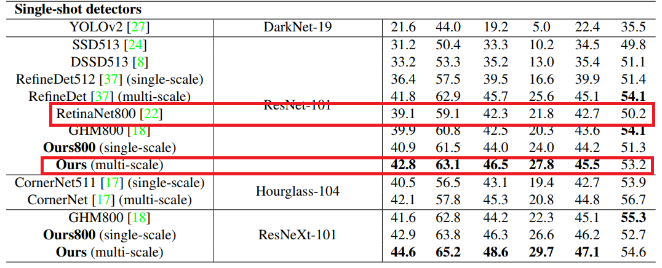 Single-shot detectors
YOLOv2 [27] DarkNet-19 21.6 44.0 19.2 5.0 22.4 35.5
SSD513 [24] 31.2 50.4 33.3 10.2 34.5 49.8
DSSD513 [8] 33.2 53.3 35.2 13.0 35.4 51.1
RefineDet512 [37] (single-scale) 36.4 57.5 39.5 16.6 39.9 51.4
RefineDet [37] (multi-scale) 41.8 62.9 45.7 25.6 45.1 54.1
ResNet-101
RetinaNet800 [22] 39.1 59.1 42.3 21.8 42.7 50.2
GHM800 [18] 39.9 60.8 42.5 20.3 43.6 54.1
Ours800 (single-scale) 40.9 61.5 44.0 24.0 44.2 51.3
Ours (multi-scale) 42.8 63.1 46.5 27.8 45.5 53.2
CornerNet511 [17] (single-scale) 40.5 56.5 43.1 19.4 42.7 53.9
Hourglass-104
CornerNet [17] (multi-scale) 42.1 57.8 45.3 20.8 44.8 56.7
GHM800 [18] 41.6 62.8 44.2 22.3 45.1 55.3
Ours800 (single-scale) ResNeXt-101 42.9 63.8 46.3 26.6 46.2 52.7
Ours (multi-scale) 44.6 65.2 48.6 29.7 47.1 54.6